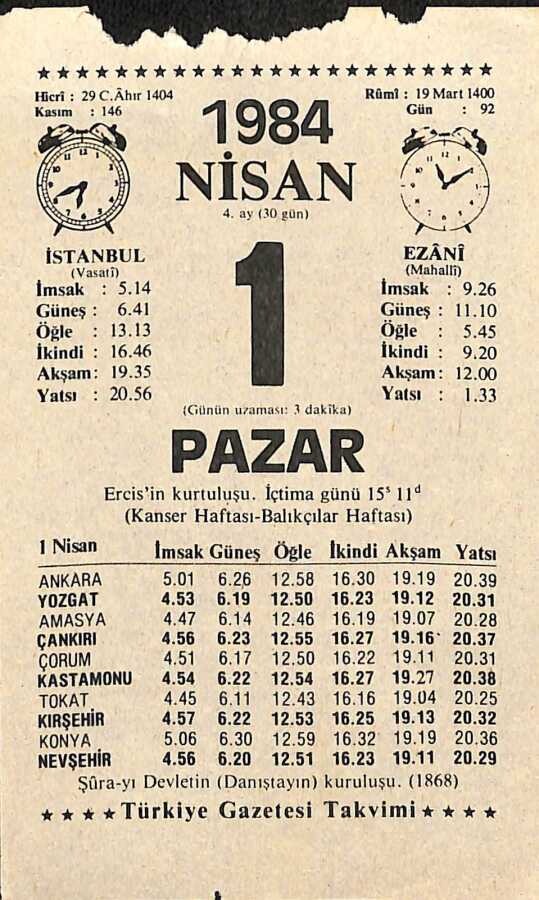 Hicrî : 29 C.Âhır 1404
Kasım : 146
1984
Rûmî : 19 Mart 1400
Gün : 92
NİSAN
4. ay (30 gün)
İSTANBUL
(Vasatî)
İmsak : 5.14
Güneş : 6.41
Öğle : 13.13
İkindi : 16.46
Akşam : 19.35
Yatsı : 20.56
1
EZÂNÎ
(Mahallî)
İmsak : 9.26
Güneş : 11.10
Öğle : 5.45
İkindi : 9.20
Akşam : 12.00
Yatsı : 1.33
(Günün uzaması: 3 dakîka)
PAZAR
Ercis'in kurtuluşu. İçtima günü 15s 11d
(Kanser Haftası-Balıkçılar Haftası)
1 Nisan İmsak Güneş Öğle İkindi Akşam Yatsı
ANKARA 5.01 6.26 12.58 16.30 19.19 20.39
YOZGAT 4.53 6.19 12.50 16.23 19.12 20.31
AMASYA 4.47 6.14 12.46 16.19 19.07 20.28
ÇANKIRI 4.56 6.23 12.55 16.27 19.16 20.37
ÇORUM 4.51 6.17 12.50 16.22 19.11 20.31
KASTAMONU 4.54 6.22 12.54 16.27 19.27 20.38
TOKAT 4.45 6.11 12.43 16.16 19.04 20.25
KIRŞEHİR 4.57 6.22 12.53 16.25 19.13 20.32
KONYA 5.06 6.30 12.59 16.32 19.19 20.36
NEVŞEHİR 4.56 6.20 12.51 16.23 19.11 20.29
Şûra-yı Devletin (Danıştayın) kuruluşu. (1868)
Türkiye Gazetesi Takvimi